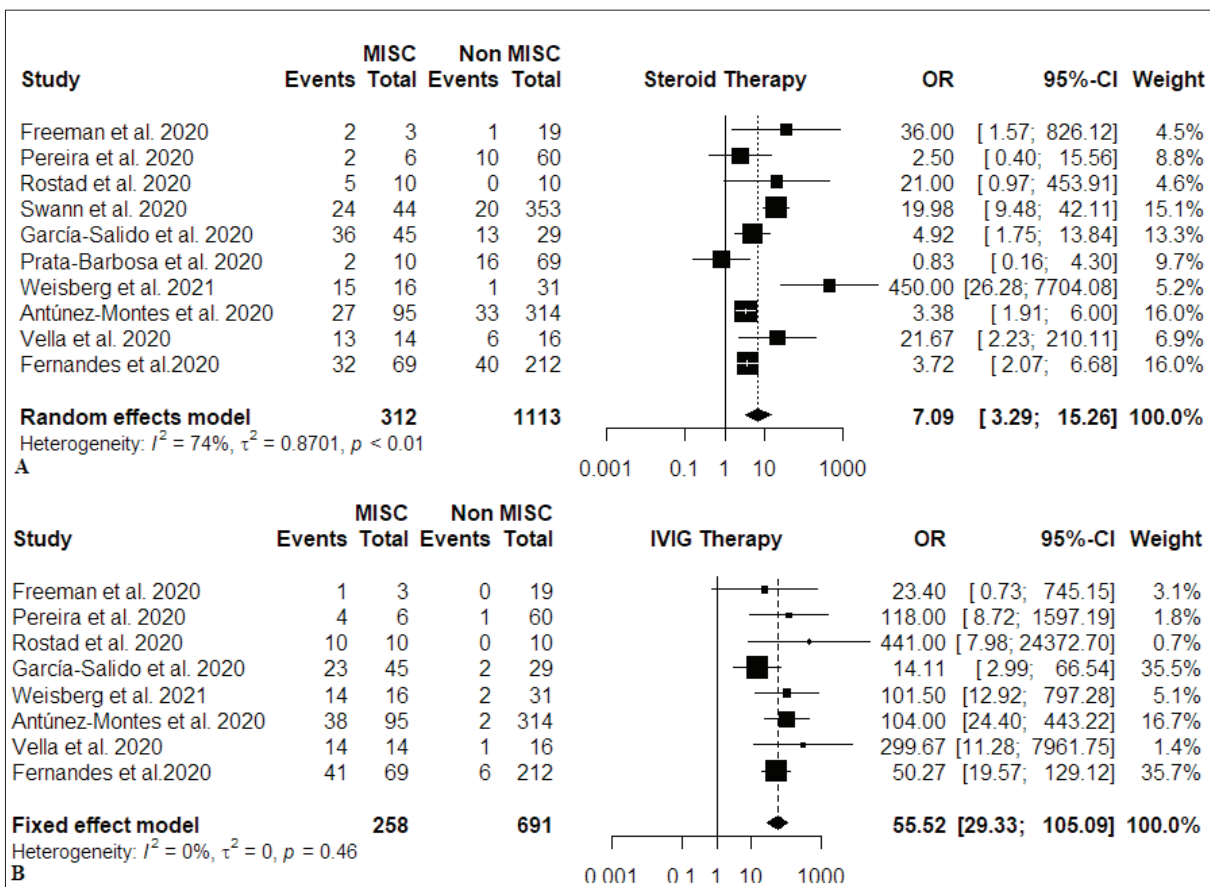 MISC Non MISC
Study Events Total Events Total Steroid Therapy OR 95%-CI Weight
Freeman et al. 2020 2 3 1 19 36.00 [ 1.57; 826.12] 4.5%
Pereira et al. 2020 2 6 10 60 2.50 [ 0.40; 15.56] 8.8%
Rostad et al. 2020 5 10 0 10 21.00 [ 0.97; 453.91] 4.6%
Swann et al. 2020 24 44 20 353 19.98 [ 9.48; 42.11] 15.1%
García-Salido et al. 2020 36 45 13 29 4.92 [ 1.75; 13.84] 13.3%
Prata-Barbosa et al. 2020 2 10 16 69 0.83 [ 0.16; 4.30] 9.7%
Weisberg et al. 2021 15 16 1 31 450.00 [26.28; 7704.08] 5.2%
Antúnez-Montes et al. 2020 27 95 33 314 3.38 [ 1.91; 6.00] 16.0%
Vella et al. 2020 13 14 6 16 21.67 [ 2.23; 210.11] 6.9%
Fernandes et al.2020 32 69 40 212 3.72 [ 2.07; 6.68] 16.0%
Random effects model 312 1113 7.09 [ 3.29; 15.26] 100.0%
Heterogeneity: I² = 74%, τ² = 0.8701, p < 0.01
A
0.001 0.1 1 10 1000
MISC Non MISC
Study Events Total Events Total IVIG Therapy OR 95%-CI Weight
Freeman et al. 2020 1 3 0 19 23.40 [ 0.73; 745.15] 3.1%
Pereira et al. 2020 4 6 1 60 118.00 [ 8.72; 1597.19] 1.8%
Rostad et al. 2020 10 10 0 10 441.00 [ 7.98; 24372.70] 0.7%
García-Salido et al. 2020 23 45 2 29 14.11 [ 2.99; 66.54] 35.5%
Weisberg et al. 2021 14 16 2 31 101.50 [12.92; 797.28] 5.1%
Antúnez-Montes et al. 2020 38 95 2 314 104.00 [24.40; 443.22] 16.7%
Vella et al. 2020 14 14 1 16 299.67 [11.28; 7961.75] 1.4%
Fernandes et al.2020 41 69 6 212 50.27 [19.57; 129.12] 35.7%
Fixed effect model 258 691 55.52 [29.33; 105.09] 100.0%
Heterogeneity: I² = 0%, τ² = 0, p = 0.46
B
0.001 0.1 1 10 1000